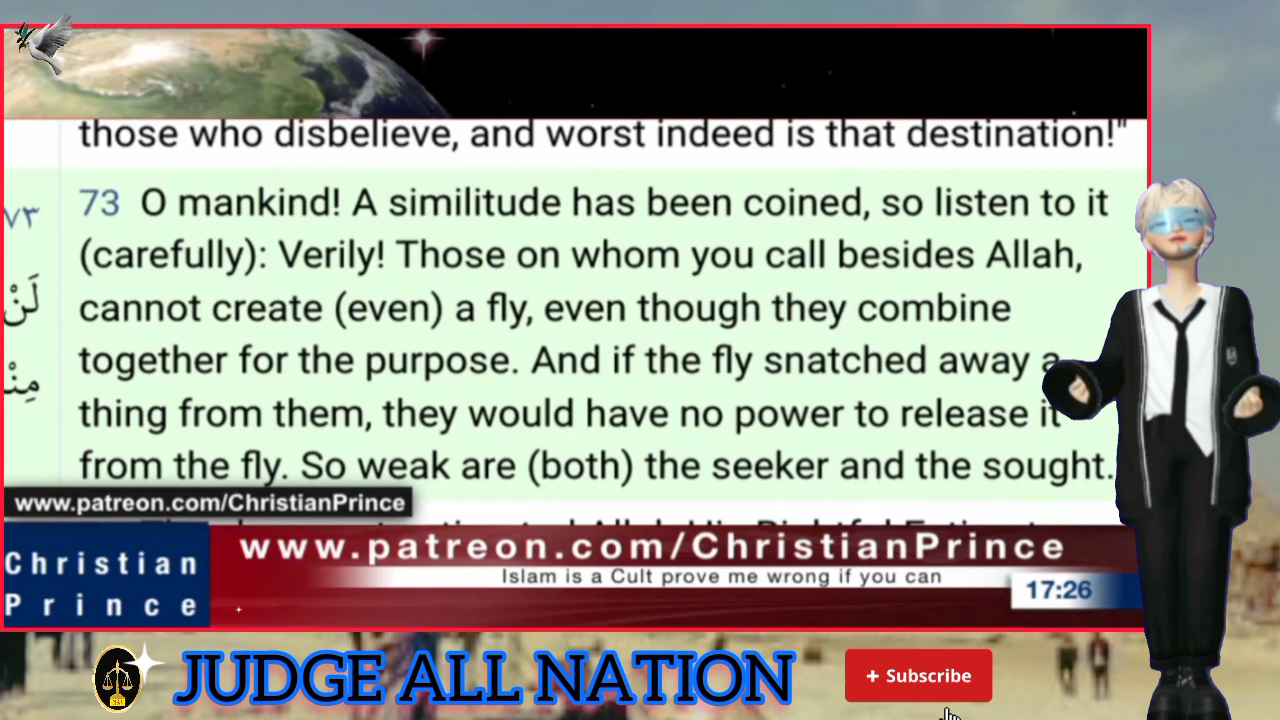 those who disbelieve, and worst indeed is that destination!"
٧٣
73 O mankind! A similitude has been coined, so listen to it
(carefully): Verily! Those on whom you call besides Allah,
لَنْ
cannot create (even) a fly, even though they combine
together for the purpose. And if the fly snatched away a
thing from them, they would have no power to release it
from the fly. So weak are (both) the seeker and the sought.
www.patreon.com/ChristianPrince
www.patreon.com/ChristianPrince
Christian
Prince
Islam is a Cult prove me wrong if you can
17:26
JUDGE ALL NATION
+ Subscribe